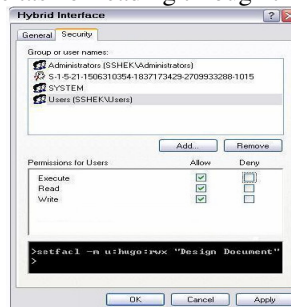 Hybrid Interface
General Security
Group or user names:
Administrators (SSHEK\Administrators)
S-1-5-21-1506310354-1837173429-2709933288-1015
SYSTEM
Users (SSHEK\Users)
Add... Remove
Permissions for Users Allow Deny
Execute
Read
Write
>setfacl -m u:hugo:rwx "Design Document"
>
OK Cancel Apply